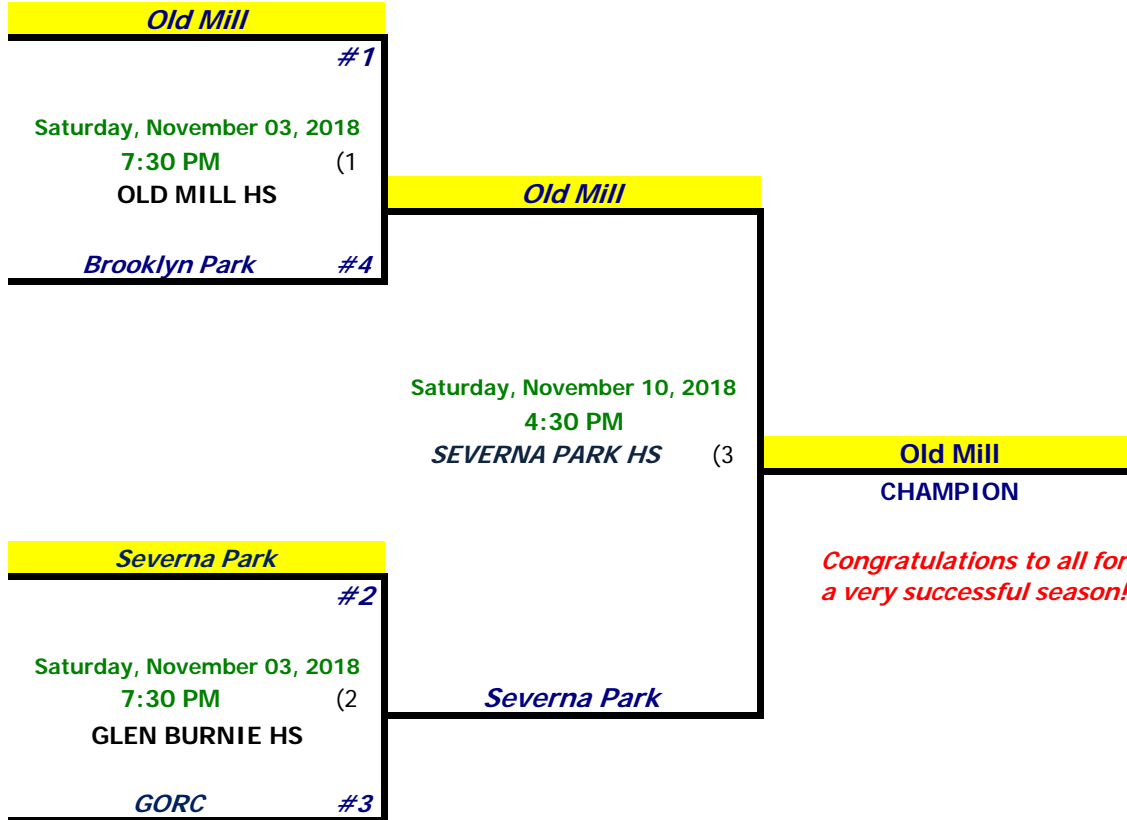 Old Mill
#1
Saturday, November 03, 2018
7:30 PM (1
OLD MILL HS
Brooklyn Park #4
Old Mill
Saturday, November 10, 2018
4:30 PM
SEVERNA PARK HS (3
Old Mill
CHAMPION
Congratulations to all for
a very successful season!
Severna Park
#2
Saturday, November 03, 2018
7:30 PM (2
GLEN BURNIE HS
GORC #3
Severna Park